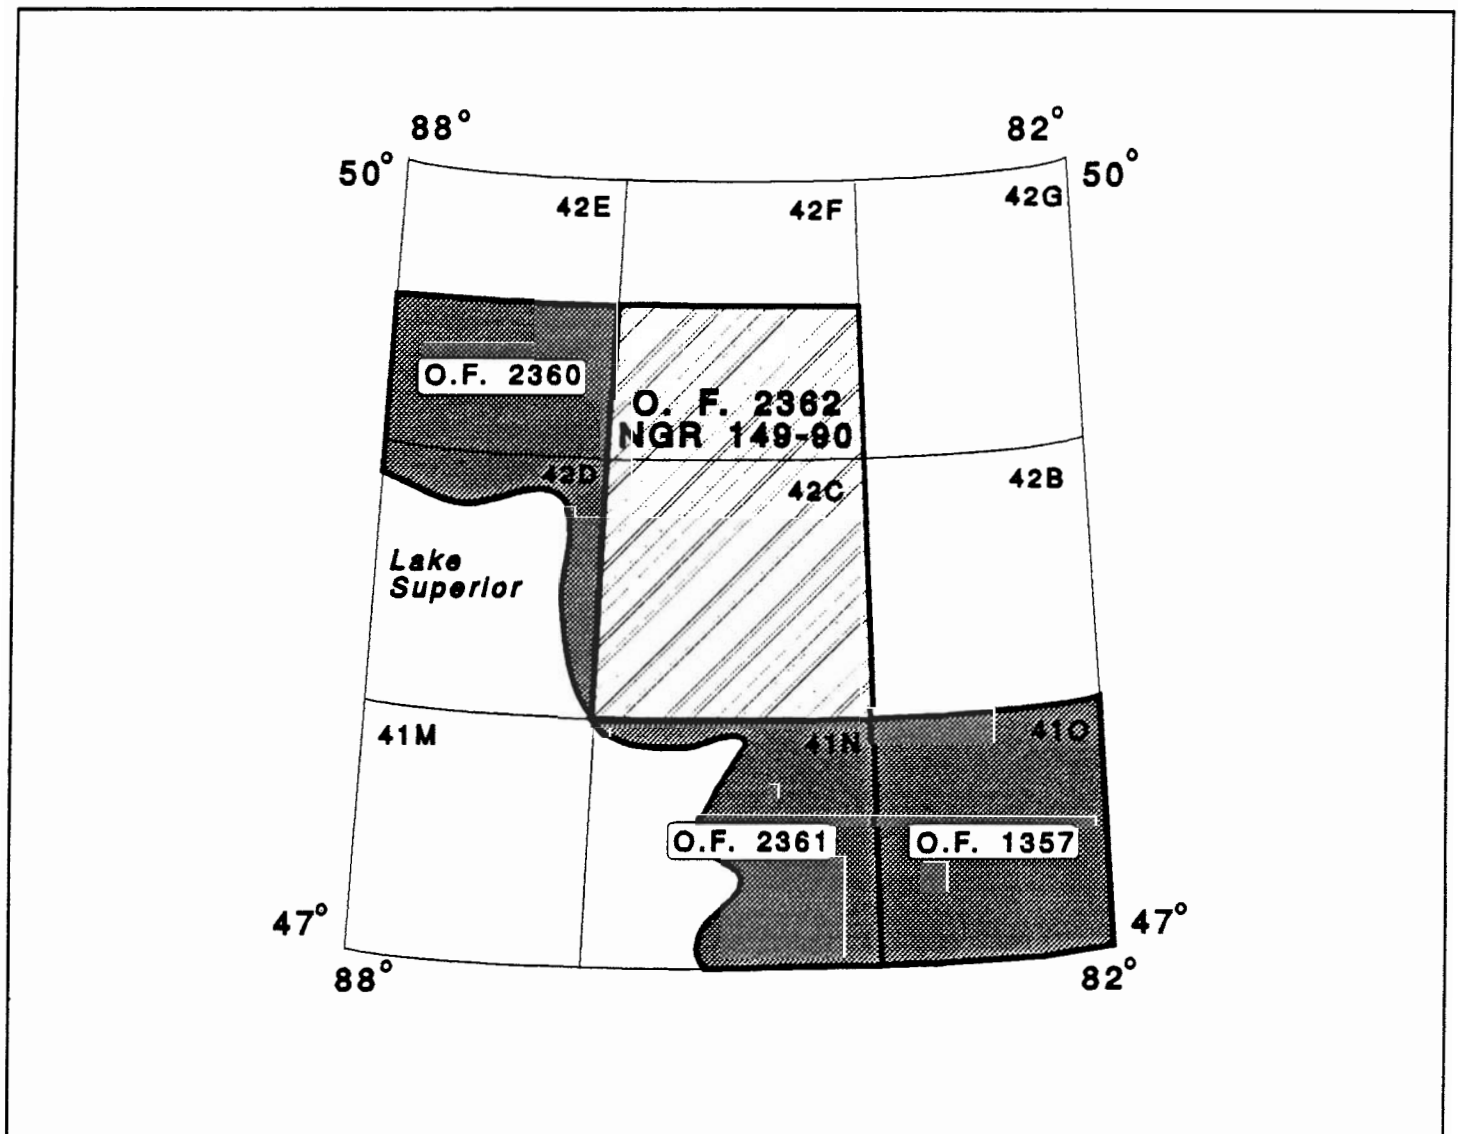 88°
82°
50°
50°
42E
42F
42G
O.F. 2360
O. F. 2362
NGR 149-90
42D
42C
42B
Lake
Superior
41M
41N
41O
O.F. 2361
O.F. 1357
47°
47°
88°
82°